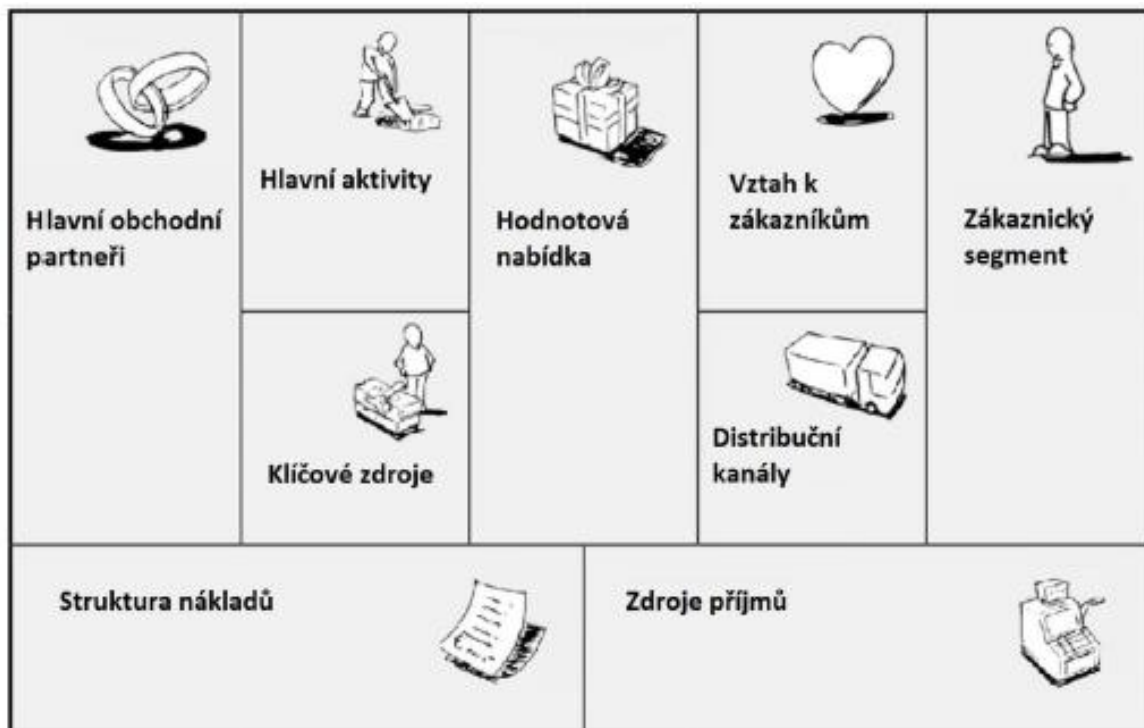 Hlavní obchodní
partneři
Hlavní aktivity
Klíčové zdroje
Hodnotová
nabídka
Vztah k
zákazníkům
Distribuční
kanály
Zákaznický
segment
Struktura nákladů
Zdroje příjmů